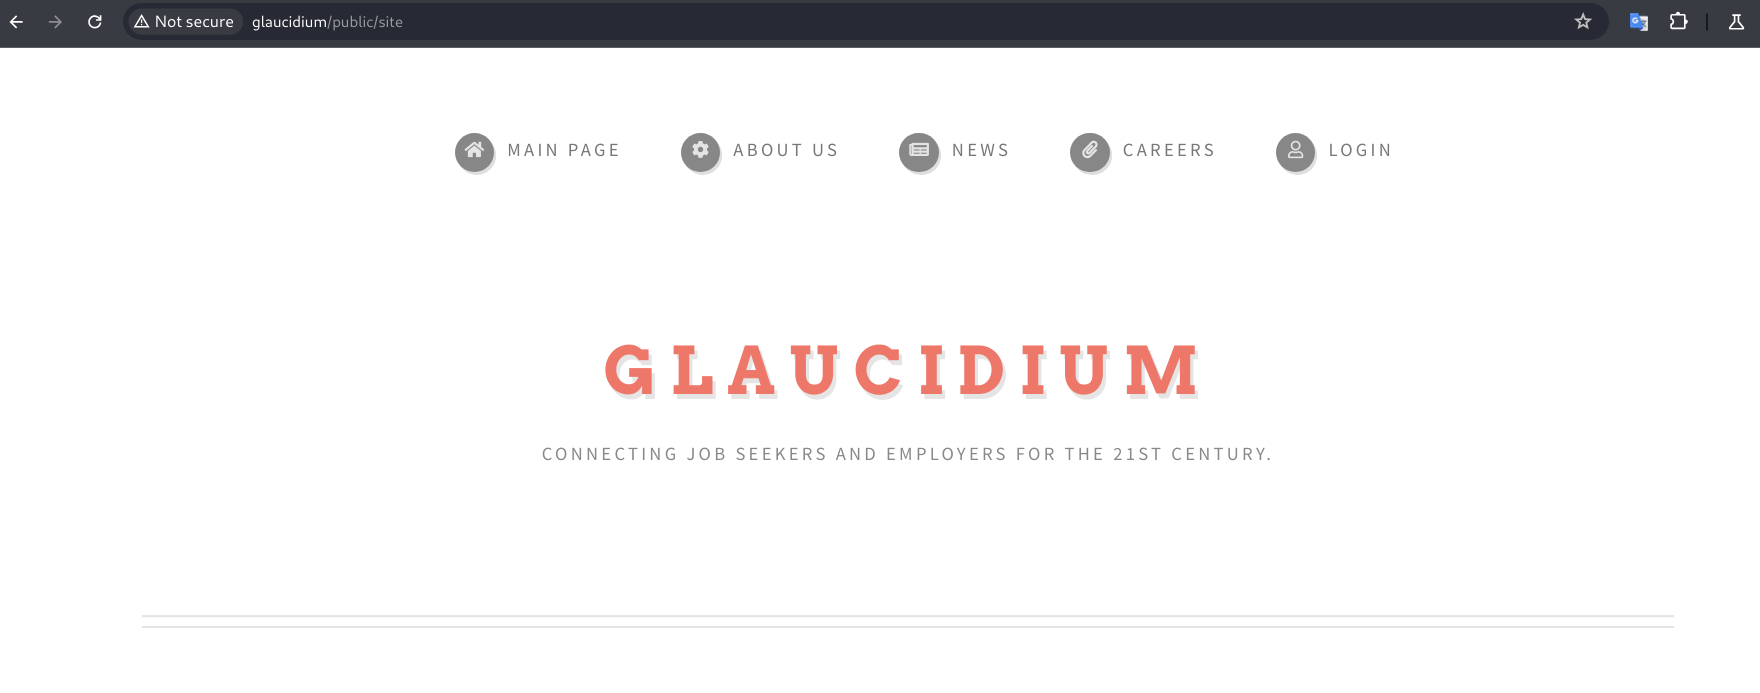 Not secure glaucidium/public/site
MAIN PAGE ABOUT US NEWS CAREERS LOGIN
GLAUCIDIUM
CONNECTING JOB SEEKERS AND EMPLOYERS FOR THE 21ST CENTURY.